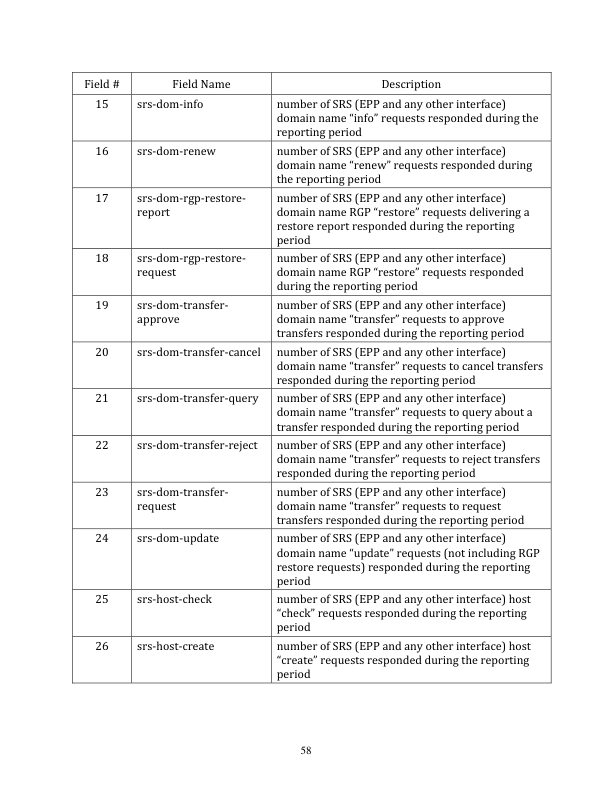 Field #	Field Name	Description
15	srs-dom-info	number of SRS (EPP and any other interface)
domain name “info” requests responded during the
reporting period
16	srs-dom-renew	number of SRS (EPP and any other interface)
domain name “renew” requests responded during
the reporting period
17	srs-dom-rgp-restore-	number of SRS (EPP and any other interface)
report	domain name RGP “restore” requests delivering a
restore report responded during the reporting
period
18	srs-dom-rgp-restore-	number of SRS (EPP and any other interface)
request	domain name RGP “restore” requests responded
during the reporting period
19	srs-dom-transfer-	number of SRS (EPP and any other interface)
approve	domain name “transfer” requests to approve
transfers responded during the reporting period
20	srs-dom-transfer-cancel	number of SRS (EPP and any other interface)
domain name “transfer” requests to cancel transfers
responded during the reporting period
21	srs-dom-transfer-query	number of SRS (EPP and any other interface)
domain name “transfer” requests to query about a
transfer responded during the reporting period
22	srs-dom-transfer-reject	number of SRS (EPP and any other interface)
domain name “transfer” requests to reject transfers
responded during the reporting period
23	srs-dom-transfer-	number of SRS (EPP and any other interface)
request	domain name “transfer” requests to request
transfers responded during the reporting period
24	srs-dom-update	number of SRS (EPP and any other interface)
domain name “update” requests (not including RGP
restore requests) responded during the reporting
period
25	srs-host-check	number of SRS (EPP and any other interface) host
“check” requests responded during the reporting
period
26	srs-host-create	number of SRS (EPP and any other interface) host
“create” requests responded during the reporting
period
58